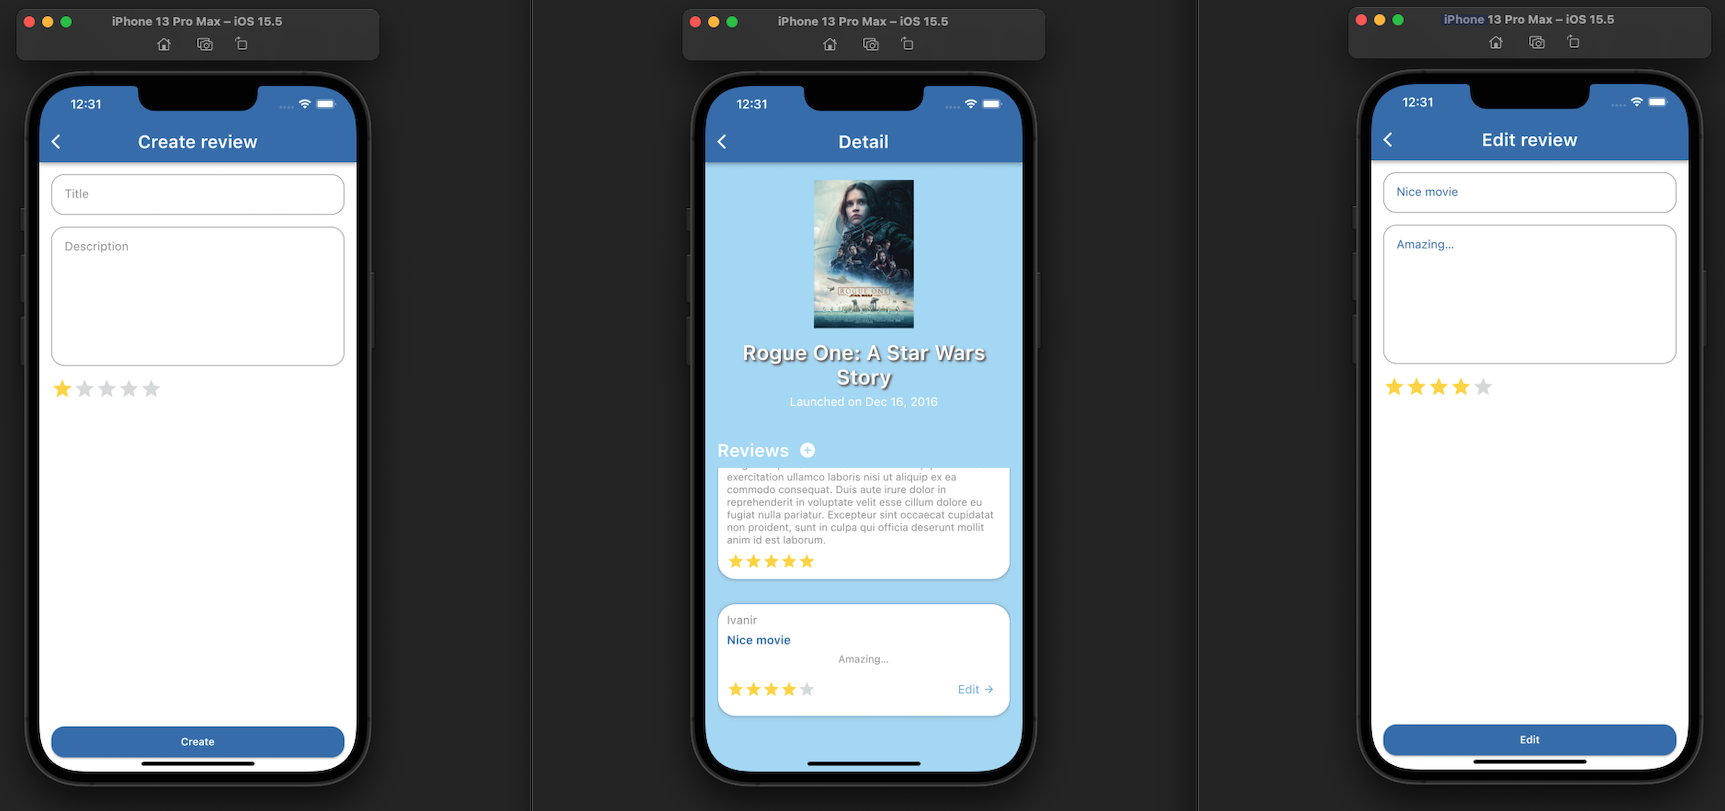 iPhone 13 Pro Max – iOS 15.5
12:31
Create review
Title
Description
Create
iPhone 13 Pro Max – iOS 15.5
12:31
Detail
ROGUE ONE
Rogue One: A Star Wars
Story
Launched on Dec 16, 2016
Reviews
exercitation ullamco laboris nisi ut aliquip ex ea
commodo consequat. Duis aute irure dolor in
reprehenderit in voluptate velit esse cillum dolore eu
fugiat nulla pariatur. Excepteur sint occaecat cupidatat
non proident, sunt in culpa qui officia deserunt mollit
anim id est laborum.
Ivanir
Nice movie
Amazing...
Edit
iPhone 13 Pro Max – iOS 15.5
12:31
Edit review
Nice movie
Amazing...
Edit